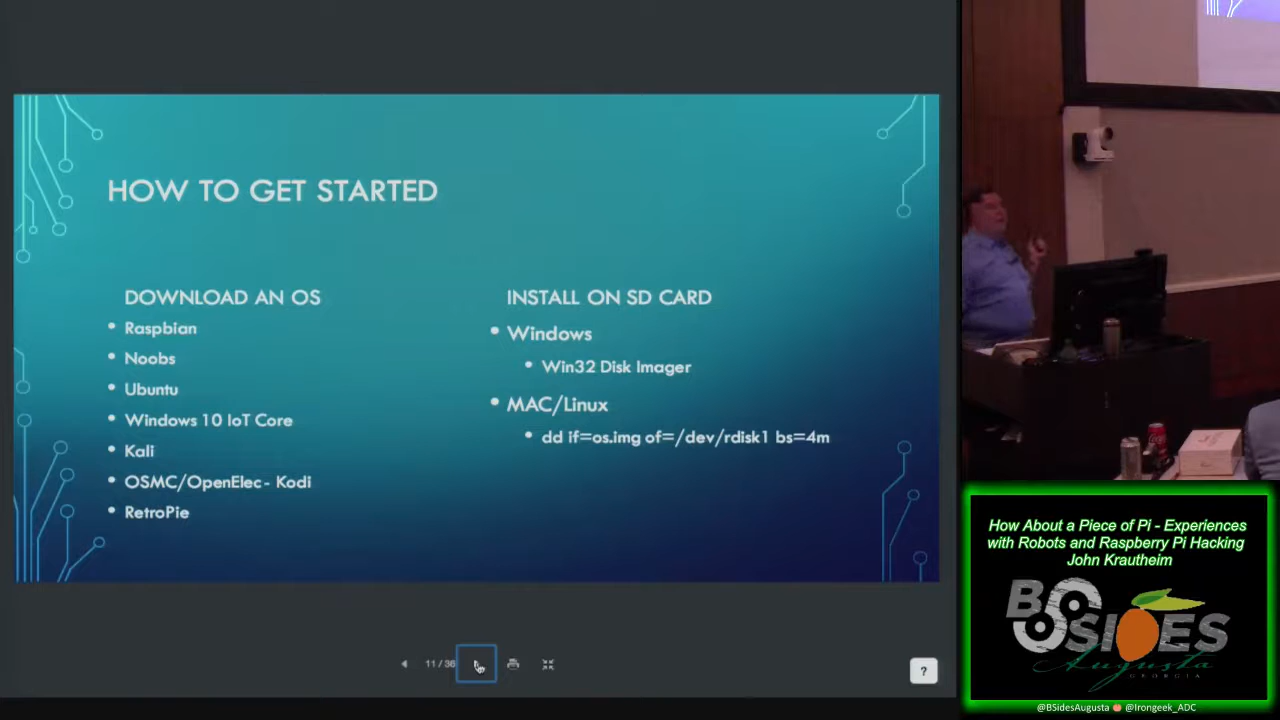 HOW TO GET STARTED
DOWNLOAD AN OS
• Raspbian
• Noobs
• Ubuntu
• Windows 10 IoT Core
• Kali
• OSMC/OpenElec- Kodi
• RetroPie
INSTALL ON SD CARD
• Windows
• Win32 Disk Imager
• MAC/Linux
• dd if=os.img of=/dev/rdisk1 bs=4m
11 / 36
?
How About a Piece of Pi - Experiences
with Robots and Raspberry Pi Hacking
John Krautheim
BSIDES
Augusta
GEORGIA
@BSidesAugusta @Irongeek_ADC